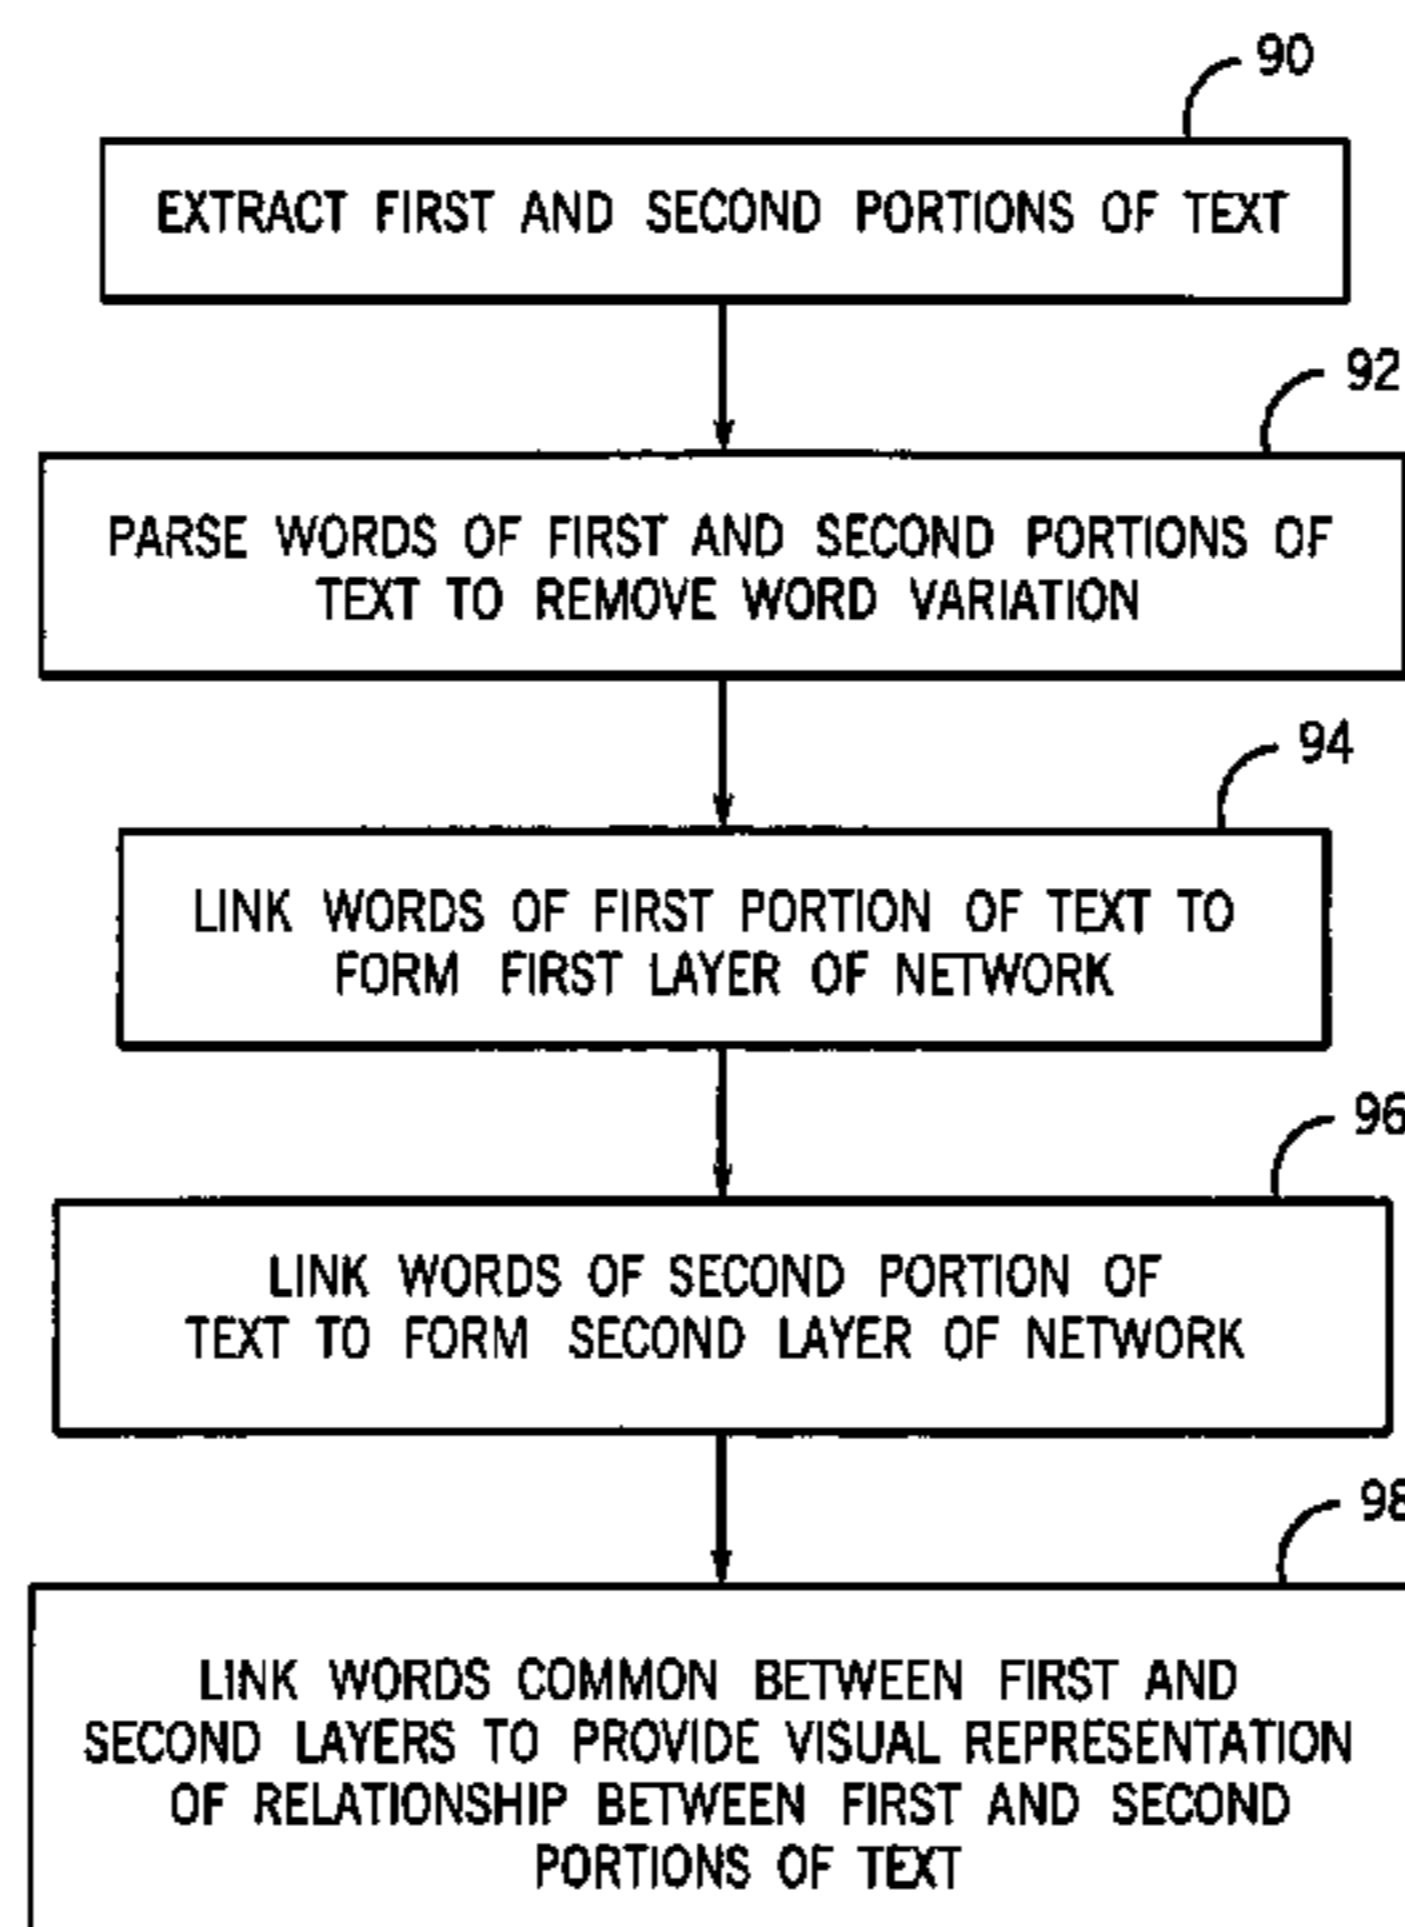 90
EXTRACT FIRST AND SECOND PORTIONS OF TEXT
92
PARSE WORDS OF FIRST AND SECOND PORTIONS OF
TEXT TO REMOVE WORD VARIATION
94
LINK WORDS OF FIRST PORTION OF TEXT TO
FORM FIRST LAYER OF NETWORK
96
LINK WORDS OF SECOND PORTION OF
TEXT TO FORM SECOND LAYER OF NETWORK
98
LINK WORDS COMMON BETWEEN FIRST AND
SECOND LAYERS TO PROVIDE VISUAL REPRESENTATION
OF RELATIONSHIP BETWEEN FIRST AND SECOND
PORTIONS OF TEXT